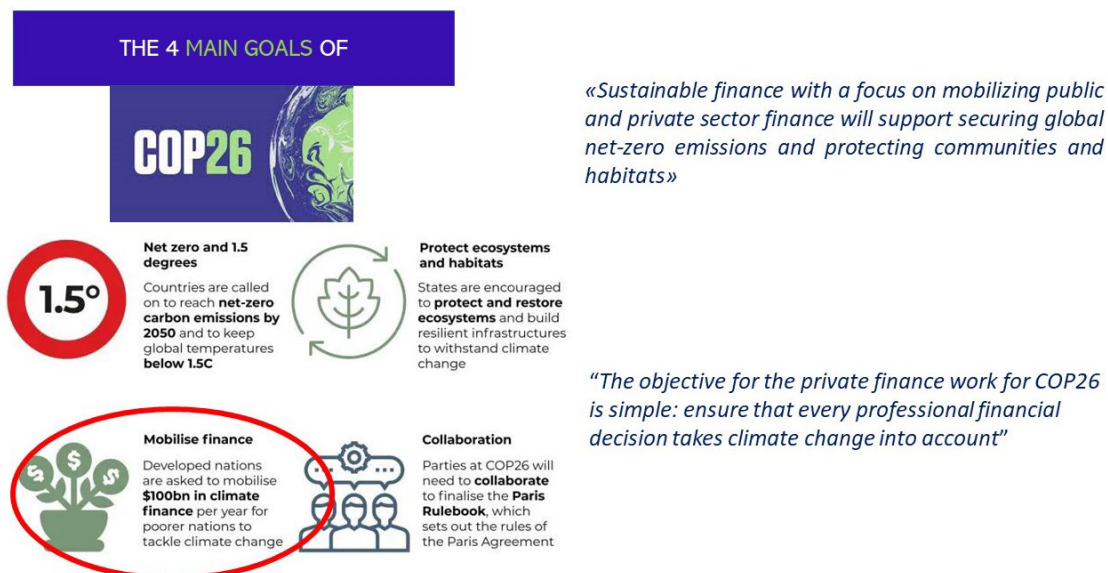 THE 4 MAIN GOALS OF
COP26
1.5°
Net zero and 1.5
degrees
Countries are called
on to reach net-zero
carbon emissions by
2050 and to keep
global temperatures
below 1.5C
Protect ecosystems
and habitats
States are encouraged
to protect and restore
ecosystems and build
resilient infrastructures
to withstand climate
change
$ $ $
Mobilise finance
Developed nations
are asked to mobilise
$100bn in climate
finance per year for
poorer nations to
tackle climate change
Collaboration
Parties at COP26 will
need to collaborate
to finalise the Paris
Rulebook, which
sets out the rules of
the Paris Agreement
«Sustainable finance with a focus on mobilizing public
and private sector finance will support securing global
net-zero emissions and protecting communities and
habitats»
“The objective for the private finance work for COP26
is simple: ensure that every professional financial
decision takes climate change into account”